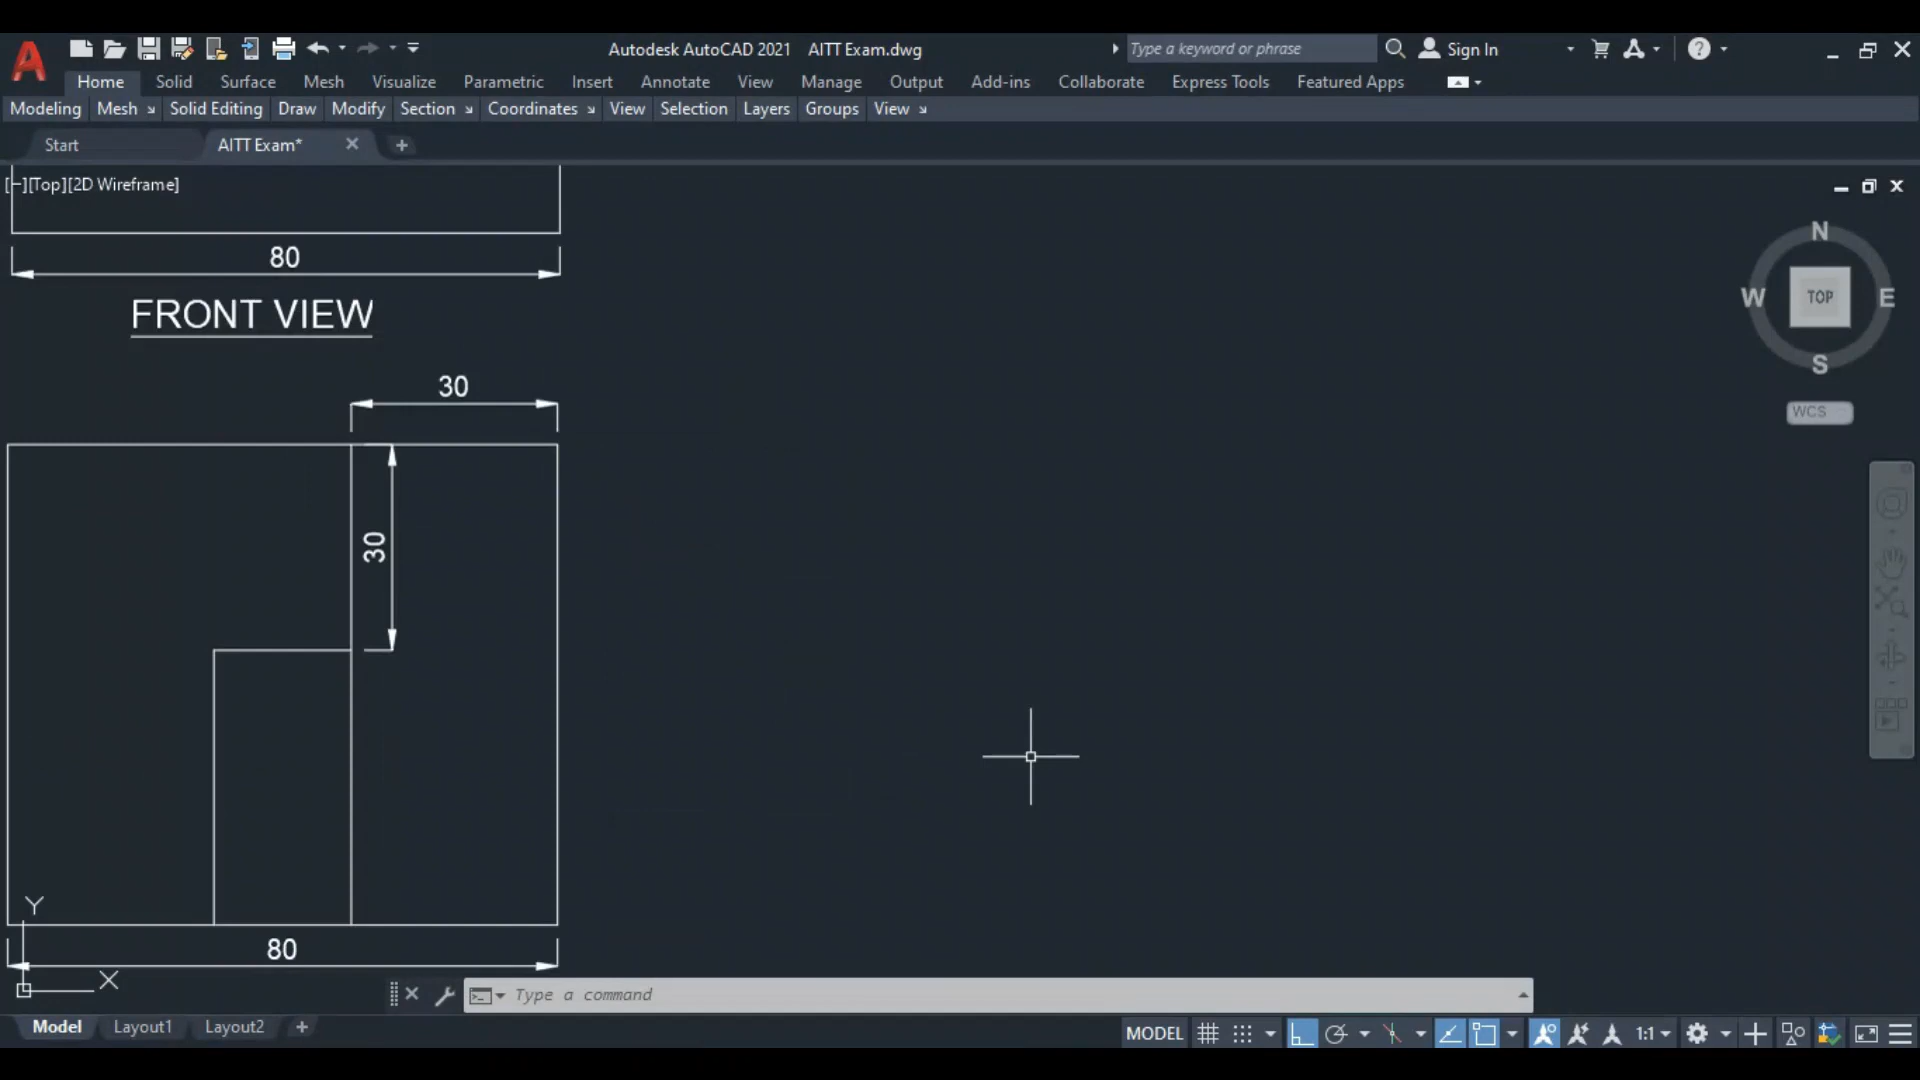 Autodesk AutoCAD 2021 AITT Exam.dwg
Type a keyword or phrase
Sign In
Home Solid Surface Mesh Visualize Parametric Insert Annotate View Manage Output Add-ins Collaborate Express Tools Featured Apps
Modeling Mesh Solid Editing Draw Modify Section Coordinates View Selection Layers Groups View
Start AITT Exam*
[−][Top][2D Wireframe]
N
W TOP E
S
WCS
80
FRONT VIEW
30
30
Y
80
X
Type a command
Model Layout1 Layout2
MODEL 1:1